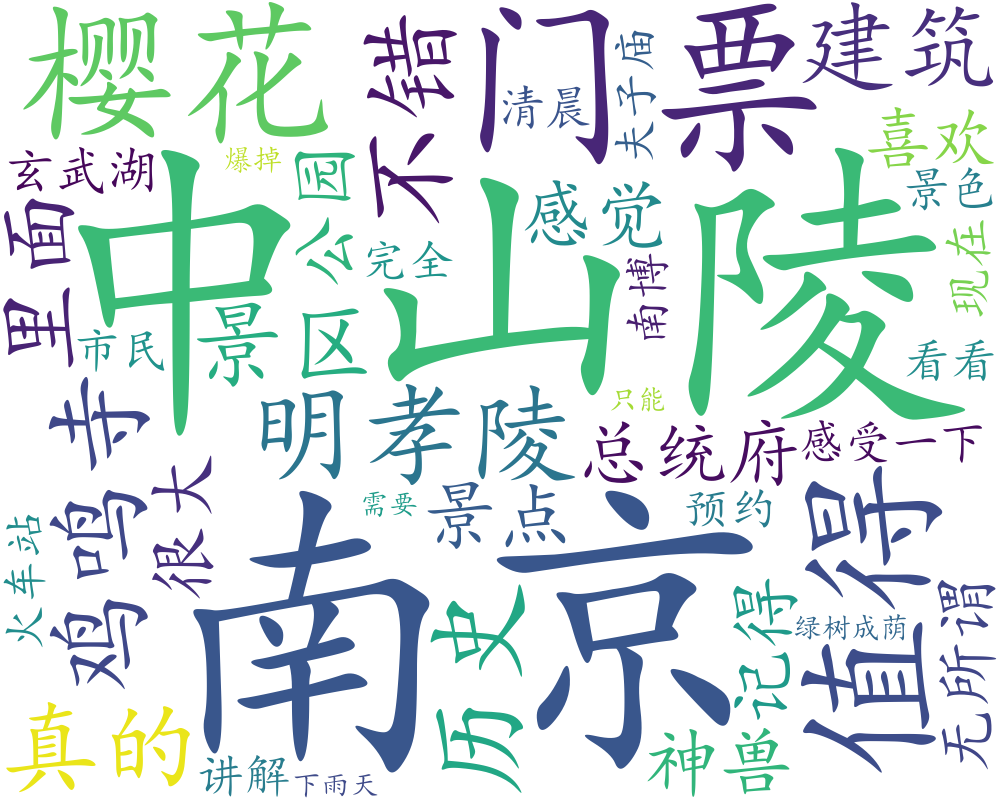 樱花
不错
门票
清晨
夫子庙
建筑
玄武湖
爆掉
公园
喜欢
景色
里面
中山陵
感觉
完全
南博
现在
市民
景区
看看
只能
明孝陵
总统府
感受一下
鸡鸣寺
很大
需要
景点
预约
值得
火车站
南京
历史
记得
绿树成荫
无所谓
真的
讲解
下雨天
神兽